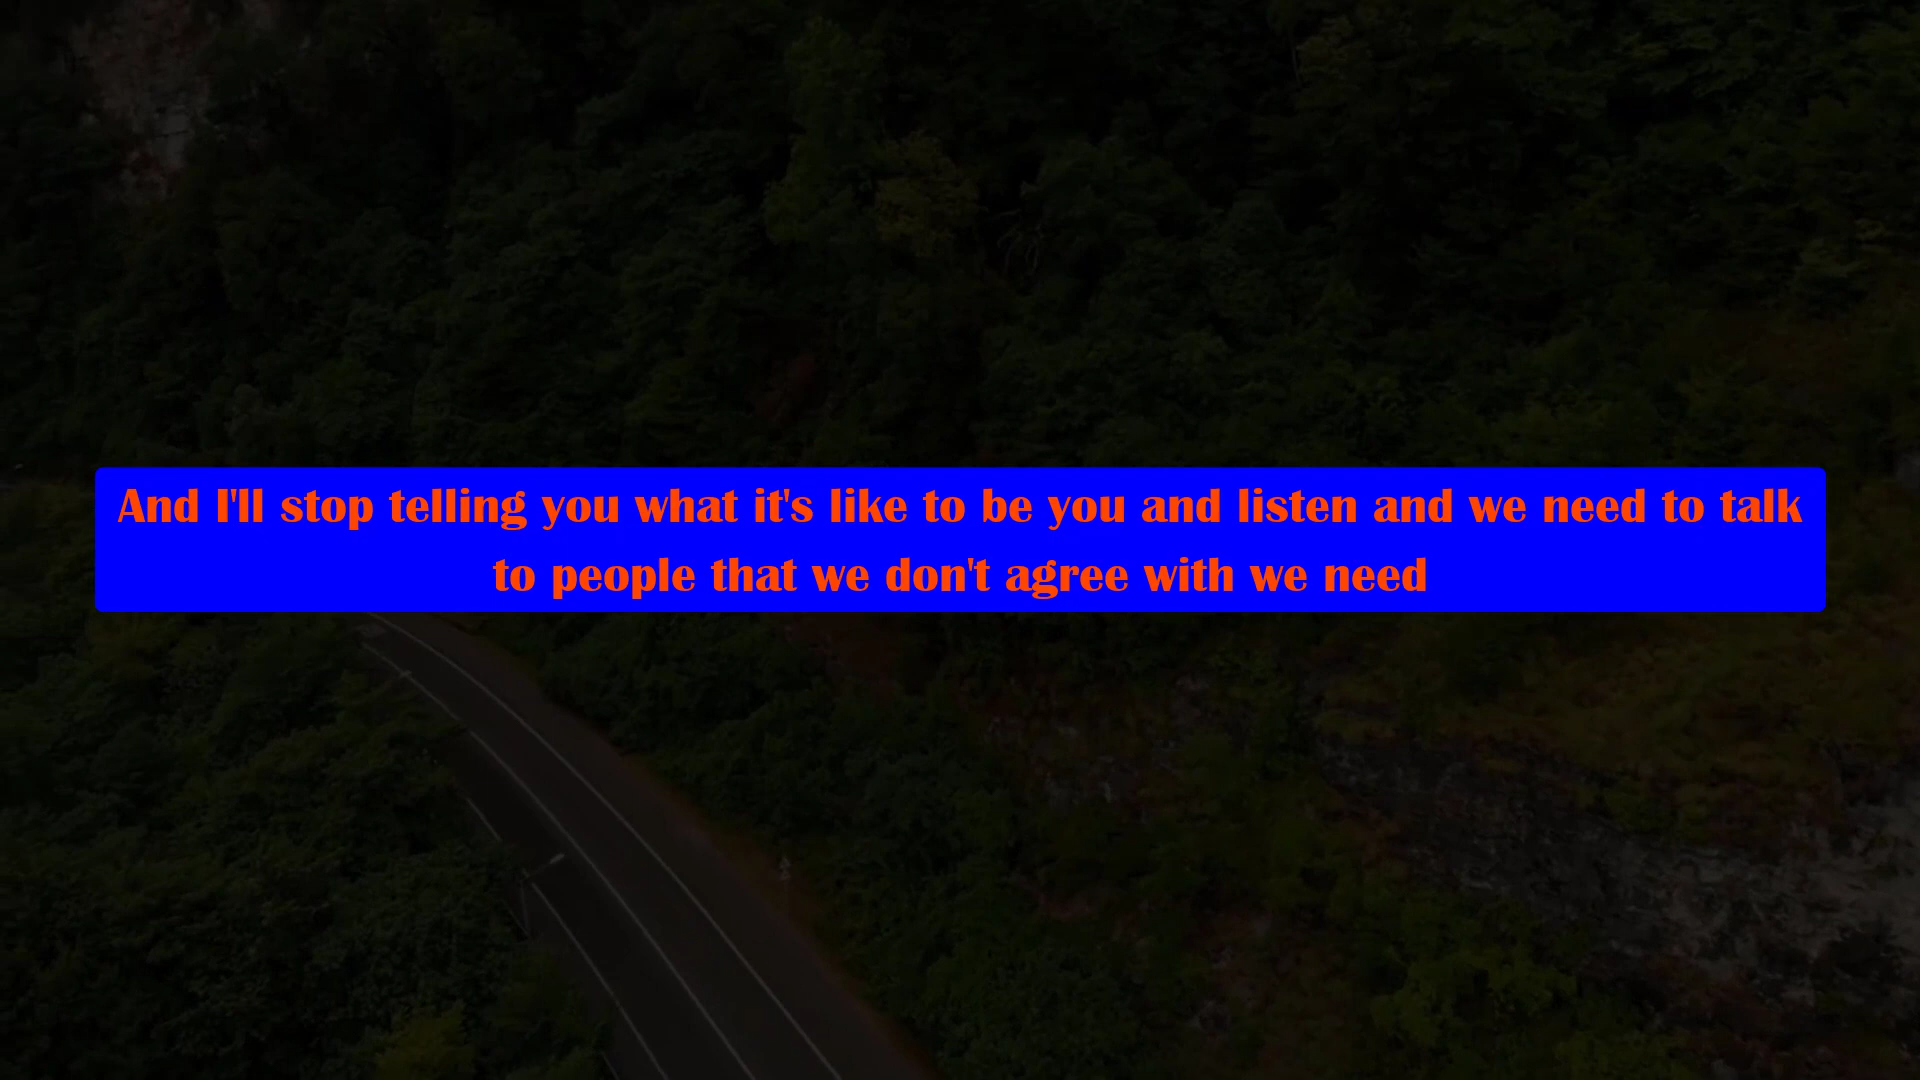 And I'll stop telling you what it's like to be you and listen and we need to talk
to people that we don't agree with we need